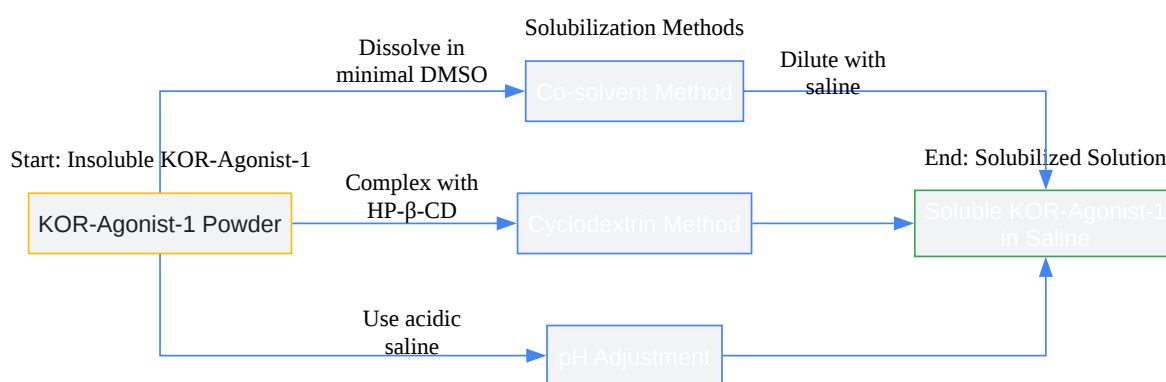 Solubilization Methods
Dissolve in
minimal DMSO
Co-solvent Method
Dilute with
saline
Start: Insoluble KOR-Agonist-1
End: Solubilized Solution
KOR-Agonist-1 Powder
Complex with
HP-β-CD
Cyclodextrin Method
Soluble KOR-Agonist-1
in Saline
Use acidic
saline
pH Adjustment